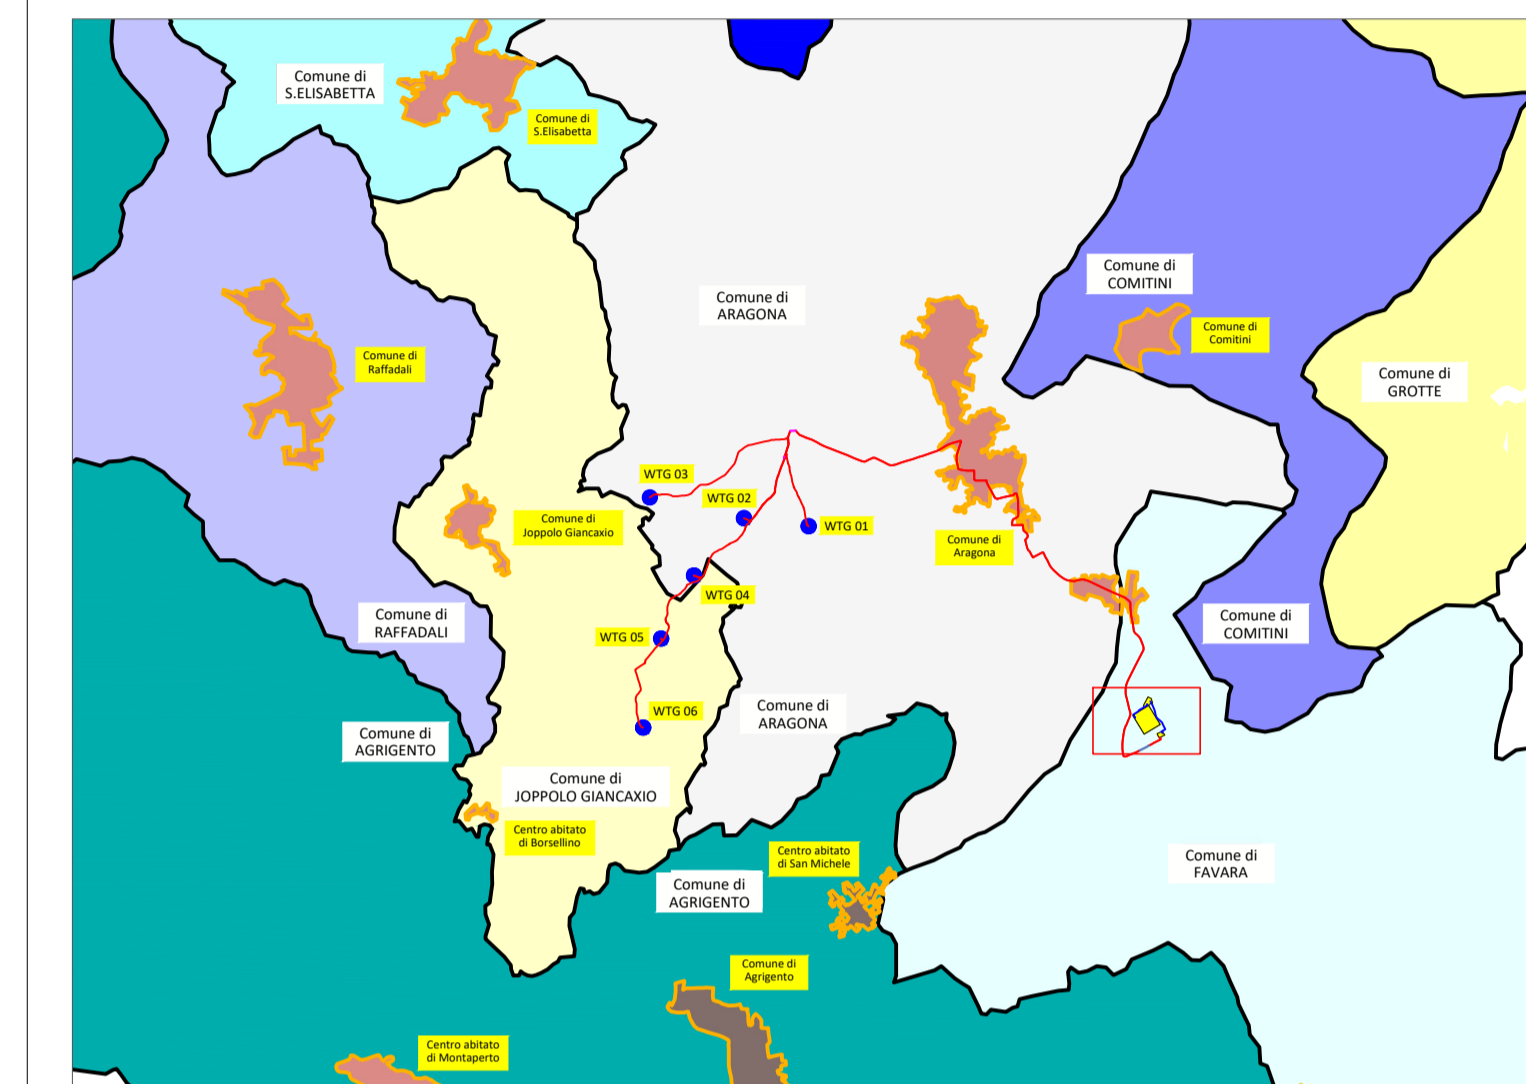 Comune di
S.ELISABETTA
Comune di
S.Elisabetta
Comune di
COMITINI
Comune di
ARAGONA
Comune di
Comitini
Comune di
Raffadali
Comune di
GROTTE
WTG 03
WTG 02
WTG 01
Comune di
Joppolo Giancaxio
Comune di
Aragona
WTG 04
Comune di
RAFFADALI
Comune di
COMITINI
WTG 05
WTG 06
Comune di
ARAGONA
Comune di
AGRIGENTO
Comune di
JOPPOLO GIANCAXIO
Centro abitato
di Borsellino
Centro abitato
di San Michele
Comune di
FAVARA
Comune di
AGRIGENTO
Comune di
Agrigento
Centro abitato
di Montaperto